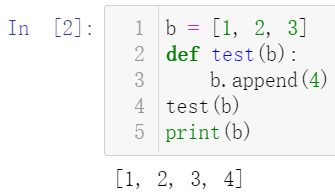 In [2]:
1 b = [1, 2, 3]
2 def test(b):
3     b.append(4)
4 test(b)
5 print(b)
[1, 2, 3, 4]